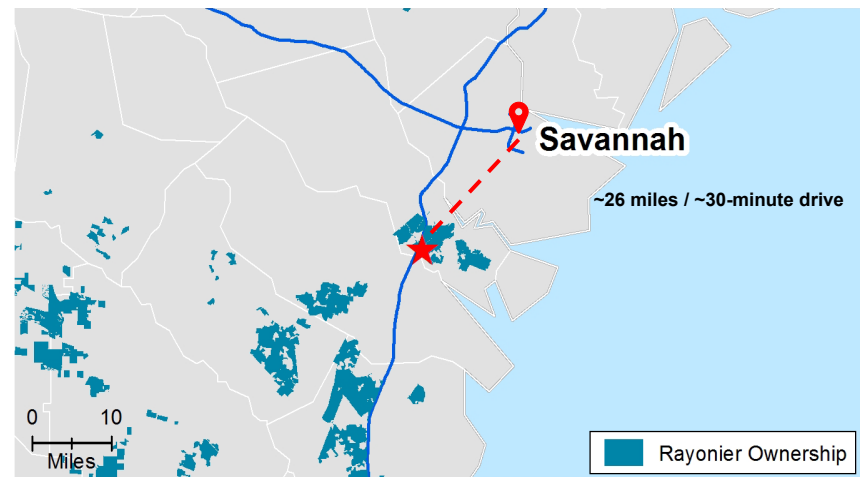 Savannah
~26 miles / ~30-minute drive
0 10
Miles
Rayonier Ownership